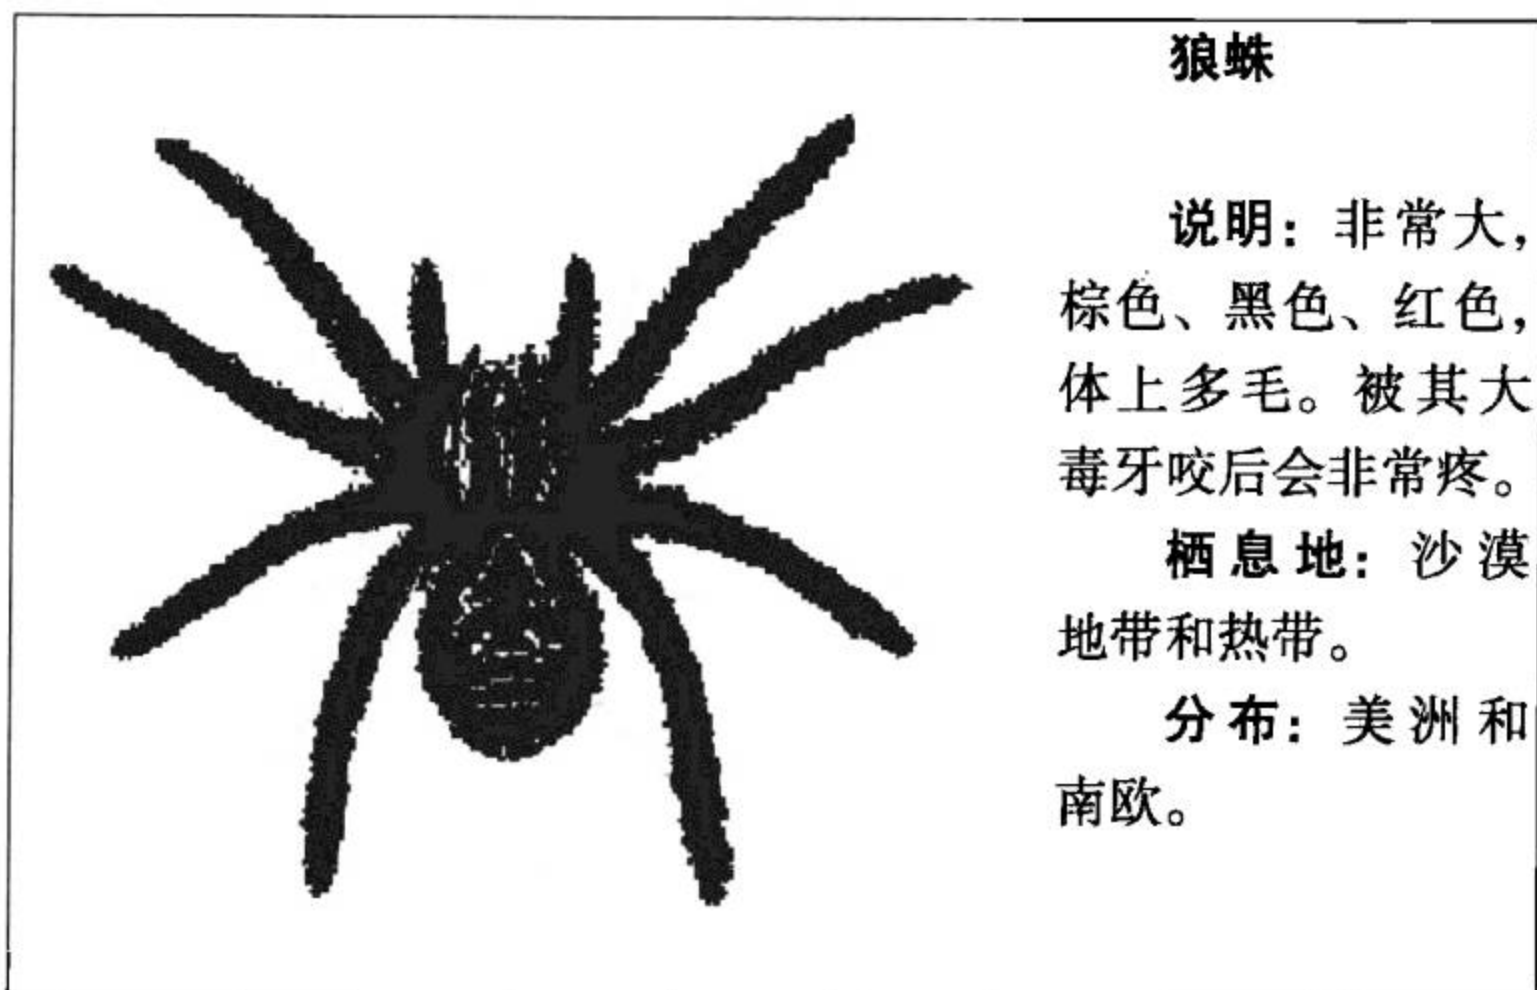 狼蛛
说明：非常大，
棕色、黑色、红色，
体上多毛。被其大
毒牙咬后会非常疼。
栖息地：沙漠
地带和热带。
分布：美洲和
南欧。